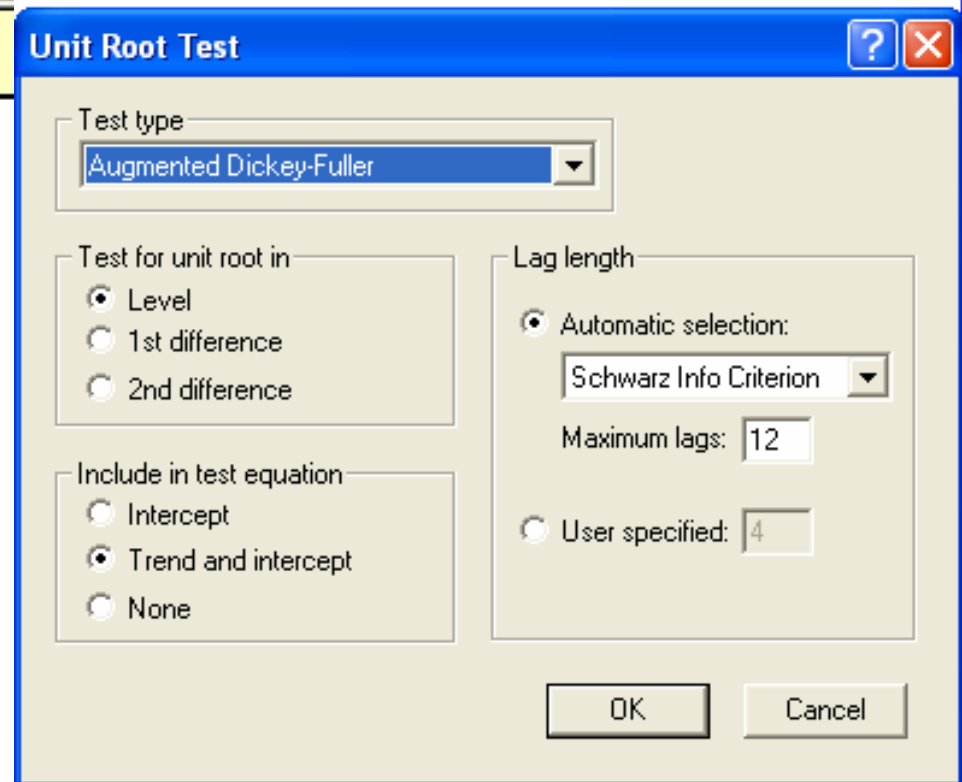 Unit Root Test
Test type
Augmented Dickey-Fuller
Test for unit root in
Level
1st difference
2nd difference
Include in test equation
Intercept
Trend and intercept
None
Lag length
Automatic selection:
Schwarz Info Criterion
Maximum lags: 12
User specified: 4
OK
Cancel